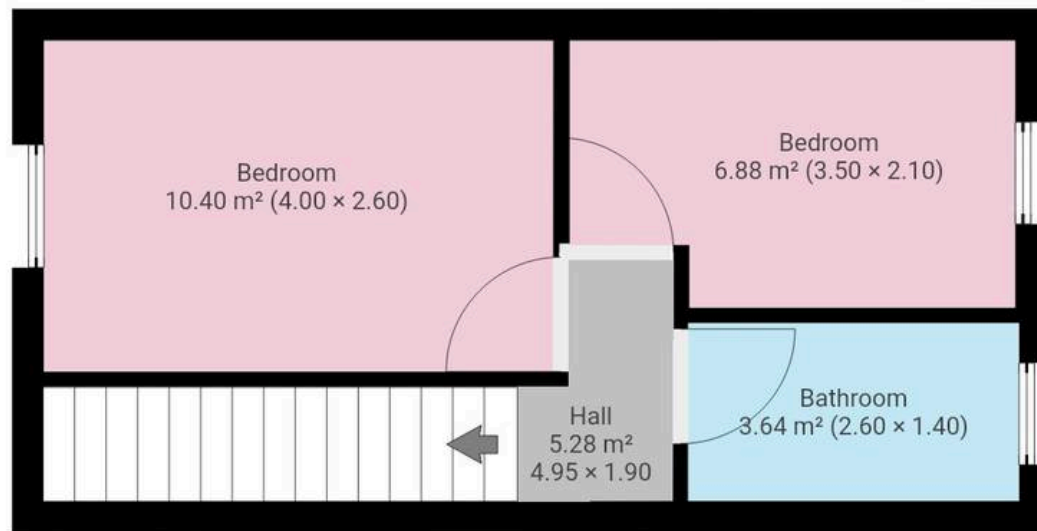 Bedroom
10.40 m² (4.00 × 2.60)
Bedroom
6.88 m² (3.50 × 2.10)
Hall
5.28 m²
4.95 × 1.90
Bathroom
3.64 m² (2.60 × 1.40)